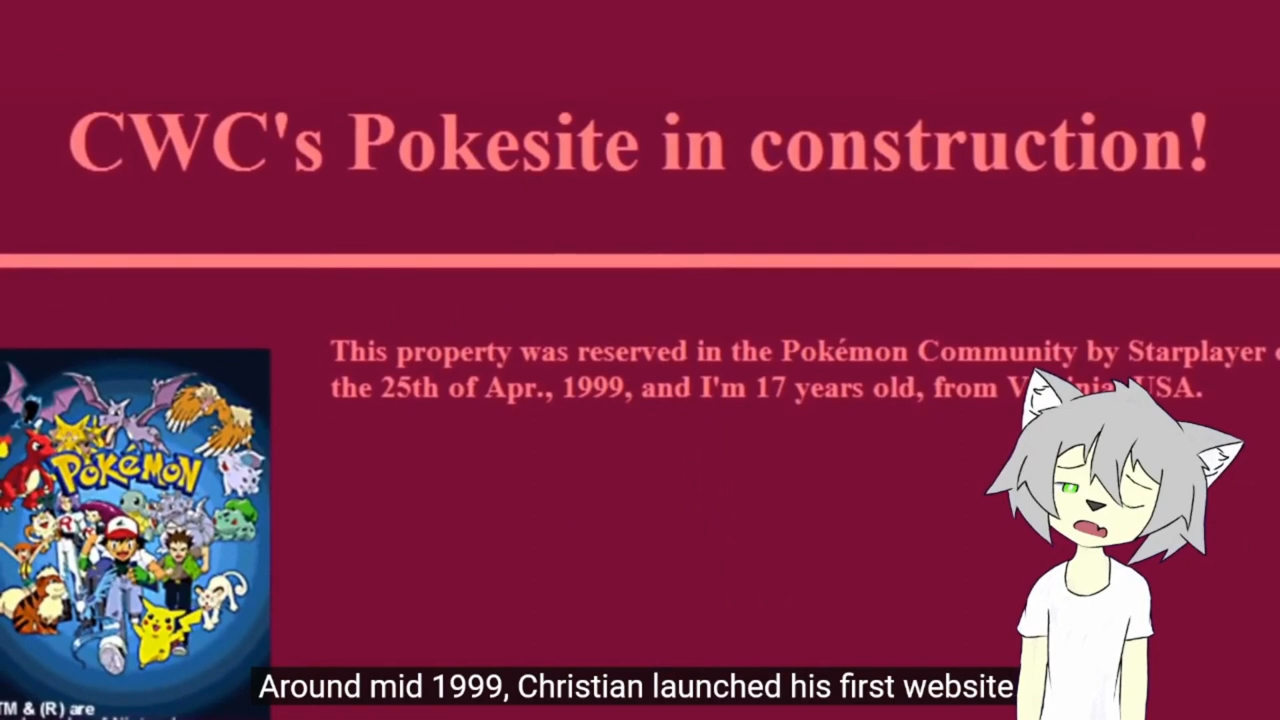 CWC's Pokesite in construction!
This property was reserved in the Pokémon Community by Starplayer
the 25th of Apr., 1999, and I'm 17 years old, from USA.
POKéMON
TM & (R) are
Around mid 1999, Christian launched his first website